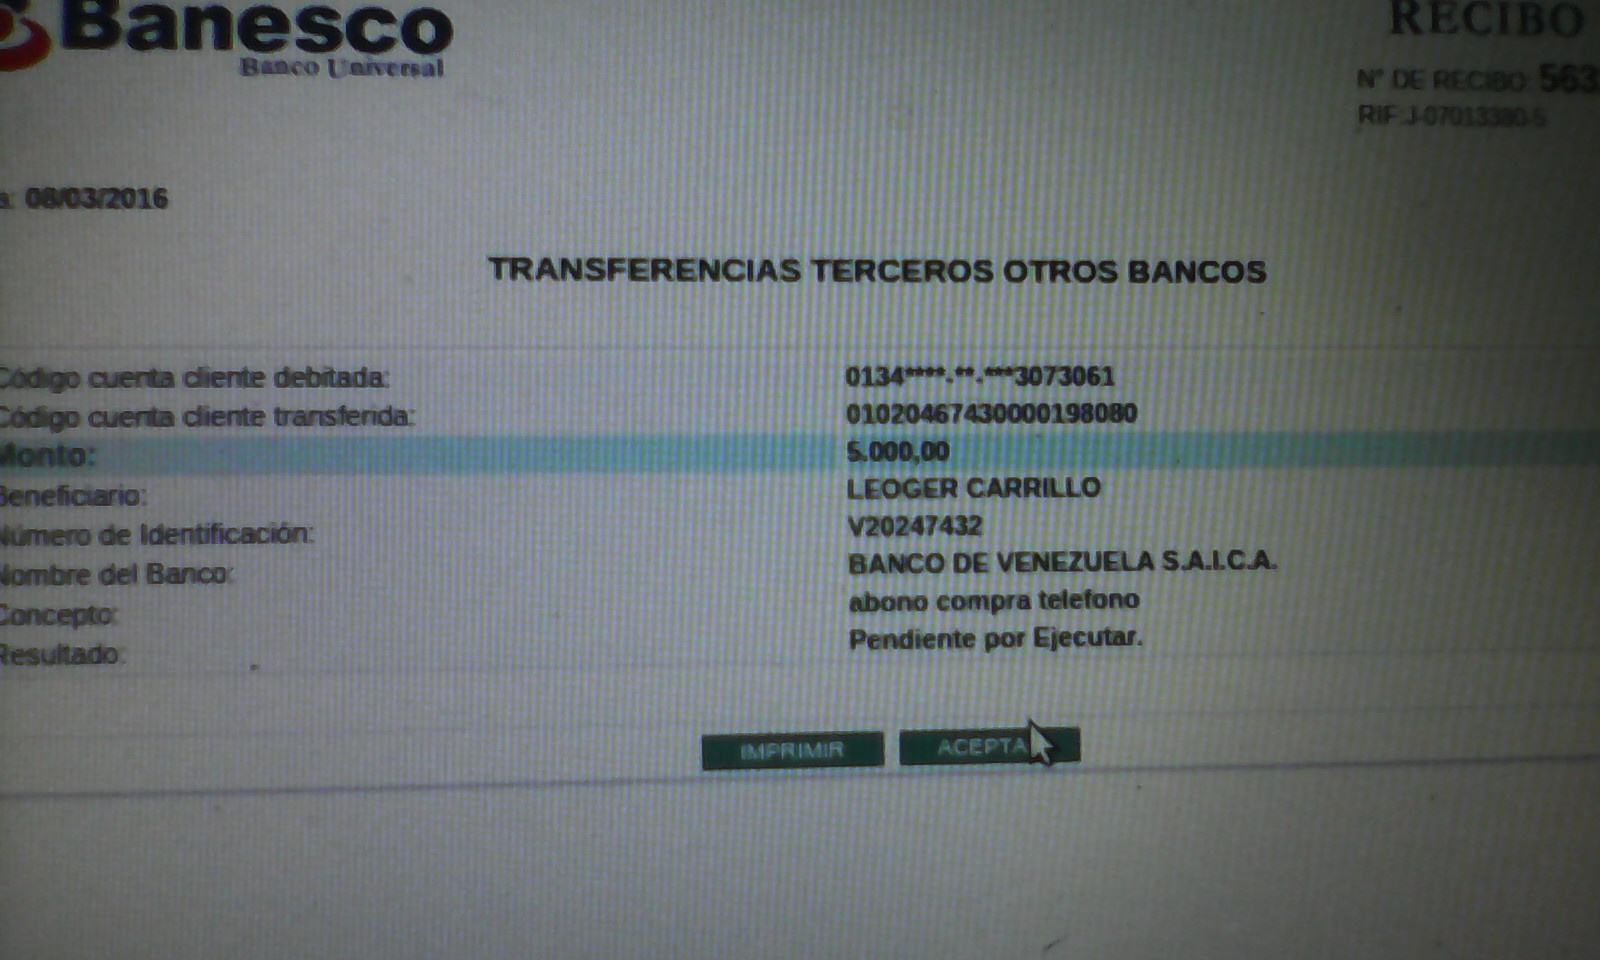 Banesco
Banco Universal
RECIBO
N° DE RECIBO: 563
RIF J-07013380-5
a: 08/03/2016
TRANSFERENCIAS TERCEROS OTROS BANCOS
Código cuenta cliente debitada: 0134****.**.***3073061
Código cuenta cliente transferida: 01020467430000198080
Monto: 5.000,00
Beneficiario: LEOGER CARRILLO
Número de Identificación: V20247432
Nombre del Banco: BANCO DE VENEZUELA S.A.I.C.A.
Concepto: abono compra telefono
Resultado: Pendiente por Ejecutar.
IMPRIMIR ACEPTA